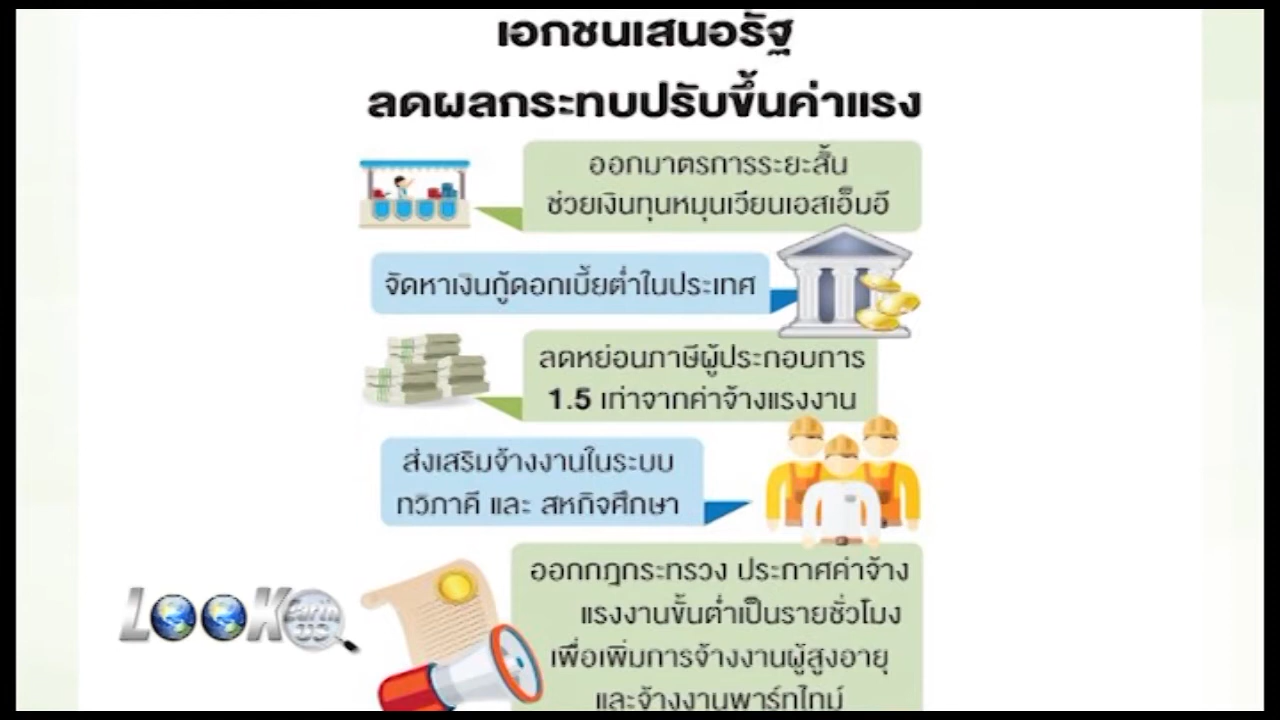 เอกชนเสนอรัฐ
ลดผลกระทบปรับขึ้นค่าแรง
ออกมาตรการระยะสั้น
ช่วยเงินทุนหมุนเวียนเอสเอ็มอี
จัดหาเงินกู้ดอกเบี้ยต่ำในประเทศ
ลดหย่อนภาษีผู้ประกอบการ
1.5 เท่าจากค่าจ้างแรงงาน
ส่งเสริมจ้างงานในระบบ
ทวิภาคี และ สหกิจศึกษา
ออกกฎกระทรวง ประกาศค่าจ้าง
แรงงานขั้นต่ำเป็นรายชั่วโมง
เพื่อเพิ่มการจ้างงานผู้สูงอายุ
และจ้างงานพาร์ทไทม์
LOOK
Earth
US